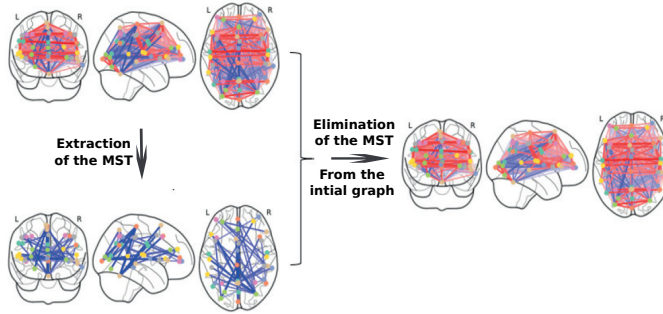 L R L R
Extraction
of the MST
Elimination
of the MST
From the
intial graph
L R L R
L R L R